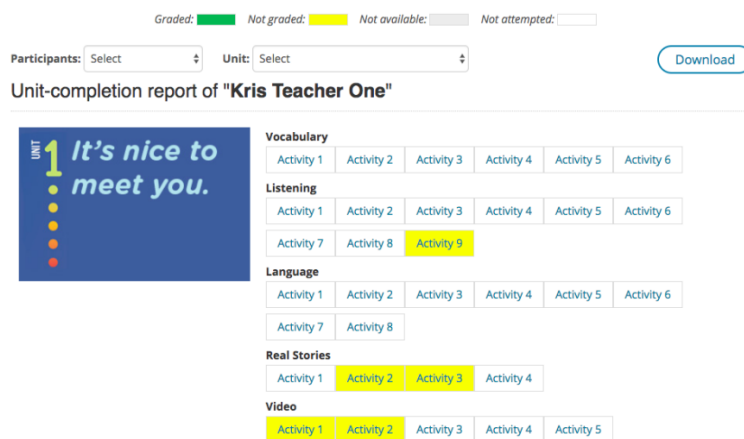 Graded: Not graded: Not available: Not attempted:
Participants: Select Unit: Select Download
Unit-completion report of "Kris Teacher One"
UNIT 1 It's nice to
meet you.
Vocabulary
Activity 1 Activity 2 Activity 3 Activity 4 Activity 5 Activity 6
Listening
Activity 1 Activity 2 Activity 3 Activity 4 Activity 5 Activity 6
Activity 7 Activity 8 Activity 9
Language
Activity 1 Activity 2 Activity 3 Activity 4 Activity 5 Activity 6
Activity 7 Activity 8
Real Stories
Activity 1 Activity 2 Activity 3 Activity 4
Video
Activity 1 Activity 2 Activity 3 Activity 4 Activity 5